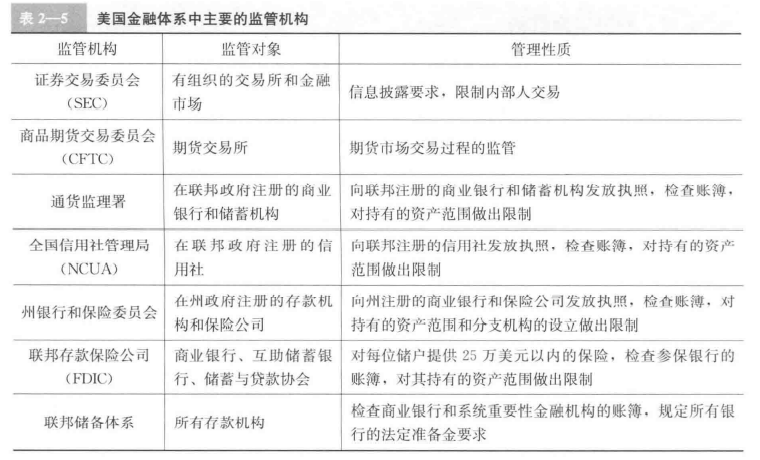 表2—5 美国金融体系中主要的监管机构
监管机构 监管对象 管理性质
证券交易委员会
（SEC）
有组织的交易所和金融
市场
信息披露要求，限制内部人交易
商品期货交易委员会
（CFTC）
期货交易所
期货市场交易过程的监管
通货监理署
在联邦政府注册的商业
银行和储蓄机构
向联邦注册的商业银行和储蓄机构发放执照，检查账簿，
对持有的资产范围做出限制
全国信用社管理局
（NCUA）
在联邦政府注册的信
用社
向联邦注册的信用社发放执照，检查账簿，对持有的资产
范围做出限制
州银行和保险委员会
在州政府注册的存款机
构和保险公司
向州注册的商业银行和保险公司发放执照，检查账簿，对
持有的资产范围和分支机构的设立做出限制
联邦存款保险公司
（FDIC）
商业银行、互助储蓄银
行、储蓄与贷款协会
对每位储户提供 25 万美元以内的保险，检查参保银行的
账簿，对其持有的资产范围做出限制
联邦储备体系
所有存款机构
检查商业银行和系统重要性金融机构的账簿，规定所有银
行的法定准备金要求